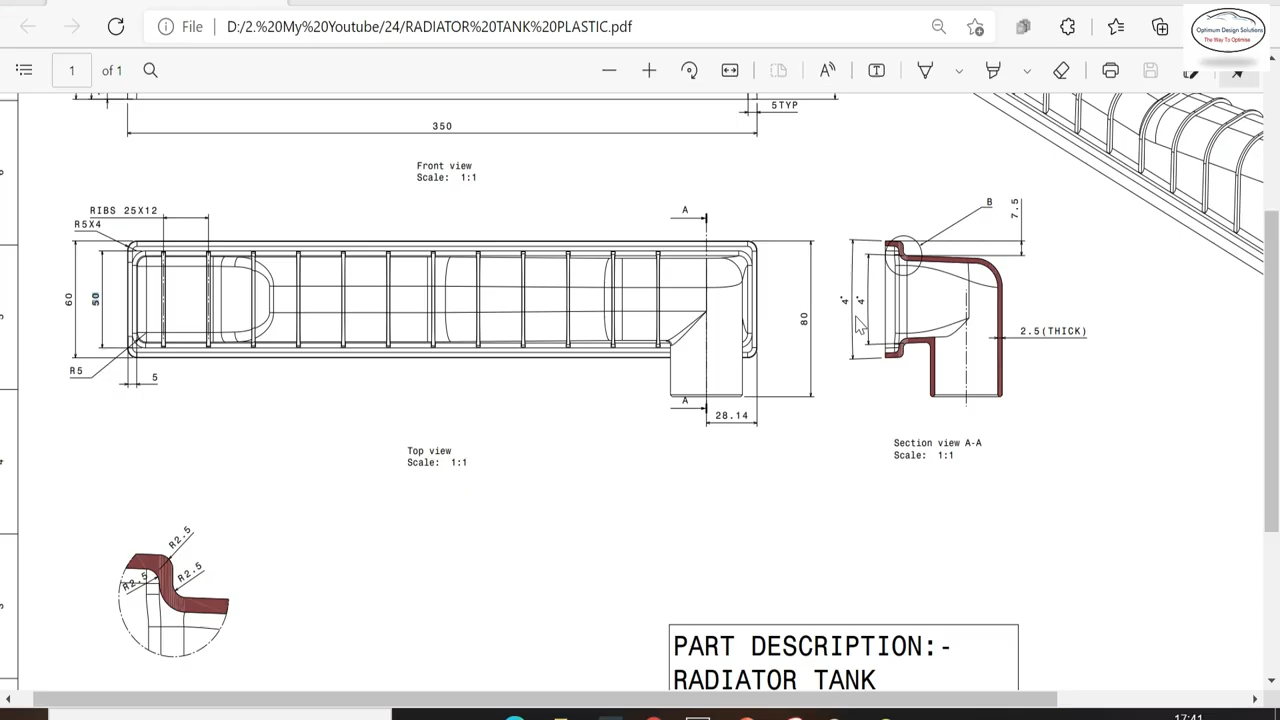 File
D:/2.%20My%20Youtube/24/RADIATOR%20TANK%20PLASTIC.pdf
Optimum Design Solutions
The Way To Optimise
1 of 1
5TYP
350
Front view
Scale: 1:1
RIBS 25X12
R5X4
A
B
7.5
60
50
80
4°
4°
2.5(THICK)
R5
5
A
28.14
Top view
Scale: 1:1
Section view A-A
Scale: 1:1
R2.5
R2.5
R2.5
PART DESCRIPTION:-
RADIATOR TANK
17:41